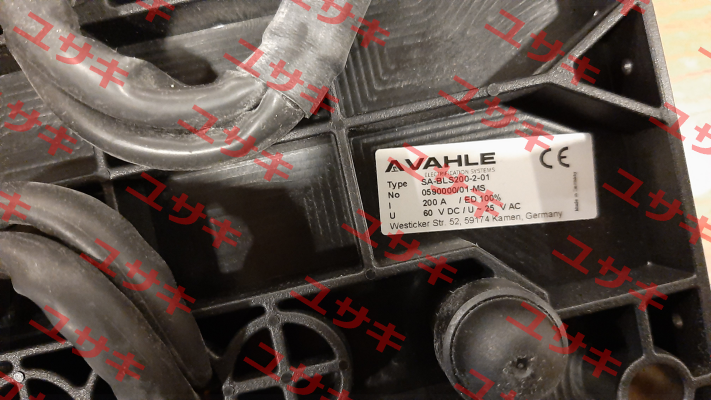 VAHLE
ELECTRIFICATION SYSTEMS
CE
Type SA-BLS200-2-01
No 0590000/01-MS
I 200 A / ED 100%
U 60 V DC / U ~ 25 V AC
Westicker Str. 52, 59174 Kamen, Germany
ユサキ